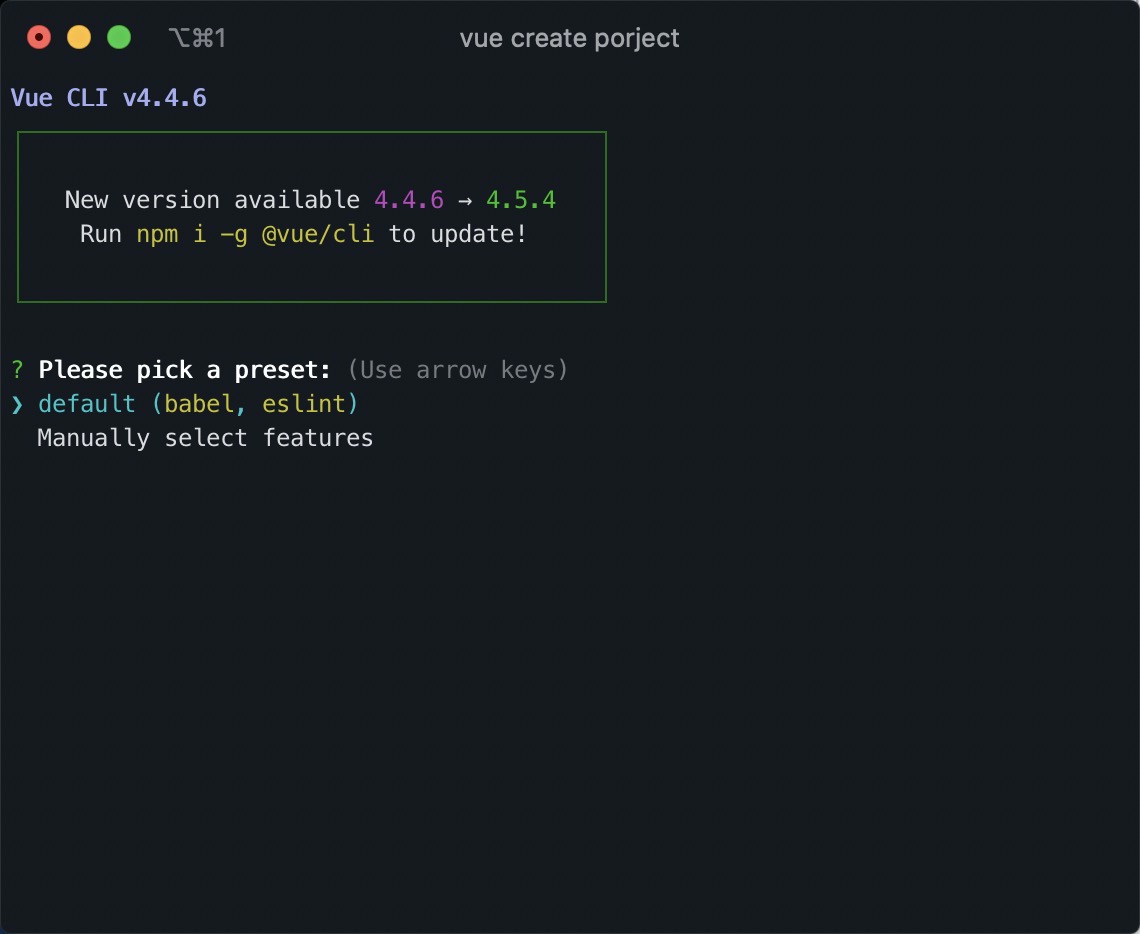 ⌥⌘1 vue create porject
Vue CLI v4.4.6
New version available 4.4.6 → 4.5.4
Run npm i -g @vue/cli to update!
? Please pick a preset: (Use arrow keys)
❯ default (babel, eslint)
Manually select features